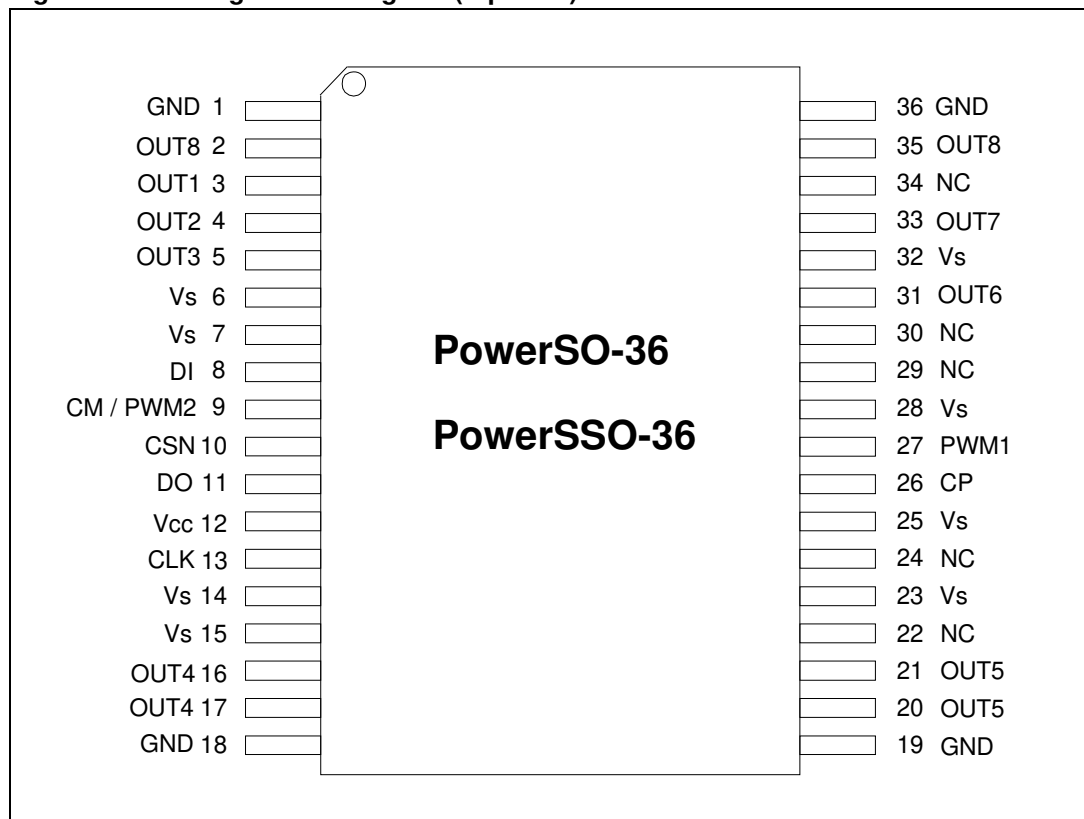 GND 1
OUT8 2
OUT1 3
OUT2 4
OUT3 5
Vs 6
Vs 7
DI 8
CM / PWM2 9
CSN 10
DO 11
Vcc 12
CLK 13
Vs 14
Vs 15
OUT4 16
OUT4 17
GND 18
PowerSO-36
PowerSSO-36
36 GND
35 OUT8
34 NC
33 OUT7
32 Vs
31 OUT6
30 NC
29 NC
28 Vs
27 PWM1
26 CP
25 Vs
24 NC
23 Vs
22 NC
21 OUT5
20 OUT5
19 GND